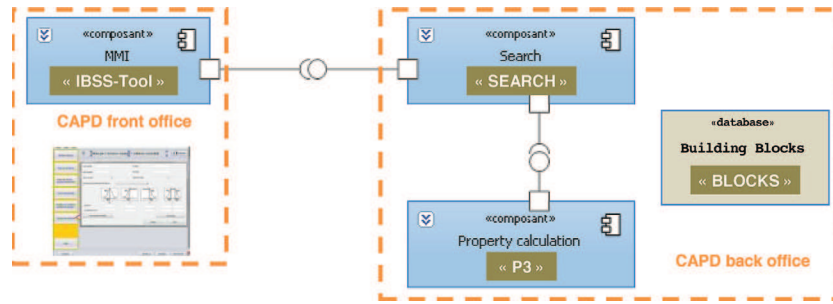 «composant»
MMI
« IBSS-Tool »
CAPD front office
«composant»
Search
« SEARCH »
«database»
Building Blocks
« BLOCKS »
«composant»
Property calculation
« P3 »
CAPD back office